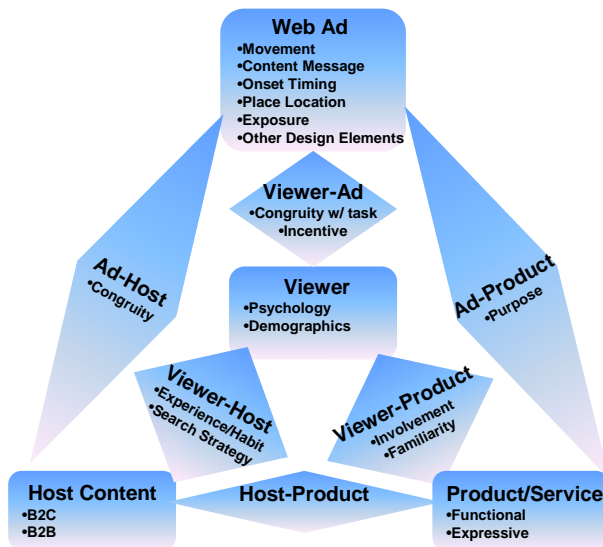 Web Ad
•Movement
•Content Message
•Onset Timing
•Place Location
•Exposure
•Other Design Elements
Viewer-Ad
•Congruity w/ task
•Incentive
Ad-Host
•Congruity
Viewer
•Psychology
•Demographics
Ad-Product
•Purpose
Viewer-Host
•Experience/Habit
•Search Strategy
Viewer-Product
•Involvement
•Familiarity
Host Content
•B2C
•B2B
Host-Product
Product/Service
•Functional
•Expressive